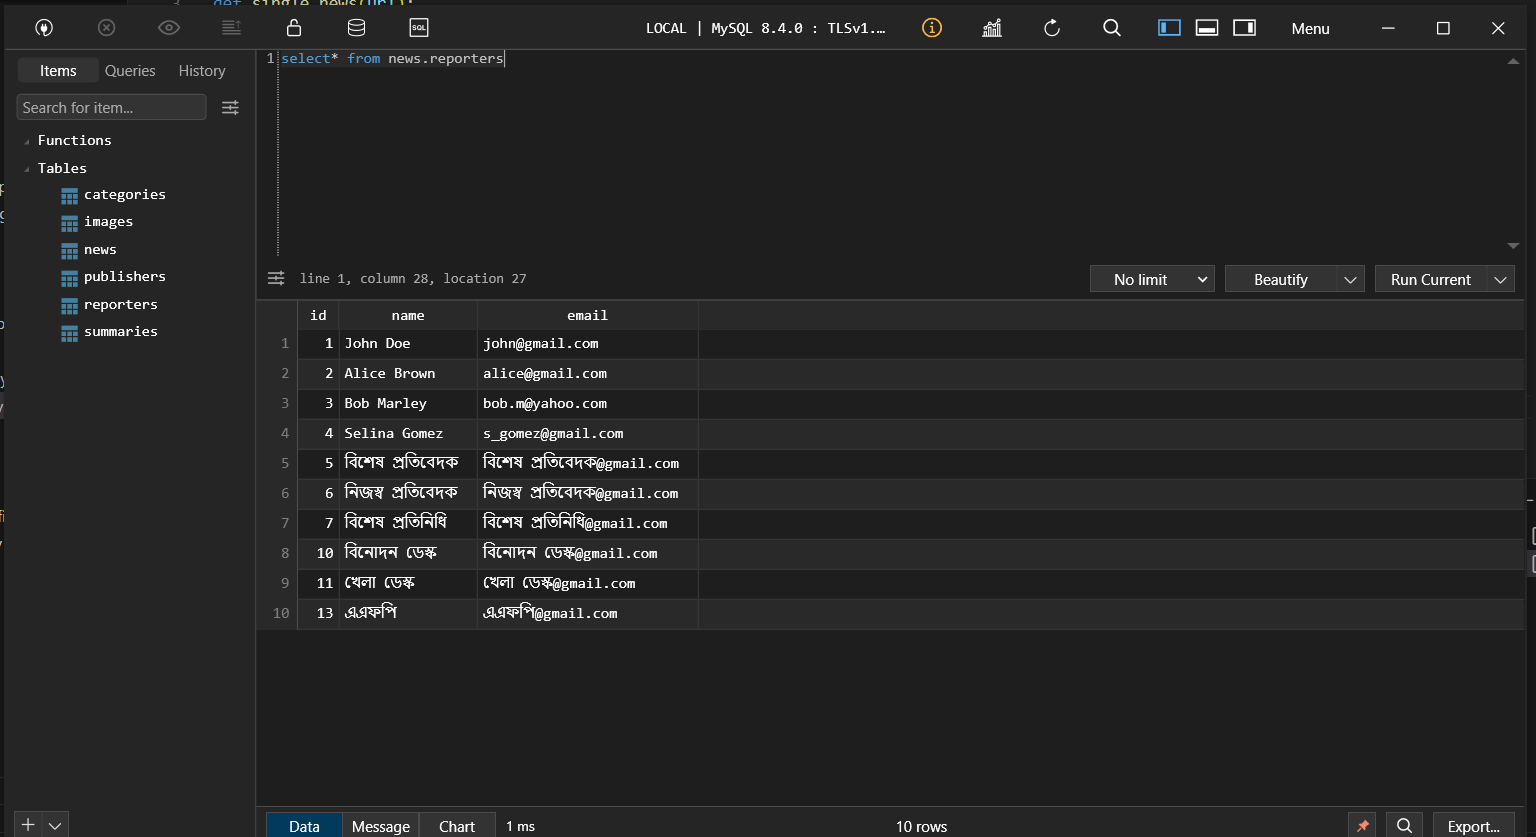 def single_news(url):
SQL
LOCAL | MySQL 8.4.0 : TLSv1.…
Menu
Items Queries History
Search for item...
Functions
Tables
categories
images
news
publishers
reporters
summaries
1 select* from news.reporters
line 1, column 28, location 27
No limit Beautify Run Current
id name email
1 1 John Doe john@gmail.com
2 2 Alice Brown alice@gmail.com
3 3 Bob Marley bob.m@yahoo.com
4 4 Selina Gomez s_gomez@gmail.com
5 5 বিশেষ প্রতিবেদক বিশেষ প্রতিবেদক@gmail.com
6 6 নিজস্ব প্রতিবেদক নিজস্ব প্রতিবেদক@gmail.com
7 7 বিশেষ প্রতিনিধি বিশেষ প্রতিনিধি@gmail.com
8 10 বিনোদন ডেস্ক বিনোদন ডেস্ক@gmail.com
9 11 খেলা ডেস্ক খেলা ডেস্ক@gmail.com
10 13 এএফপি এএফপি@gmail.com
Data Message Chart 1 ms 10 rows Export...